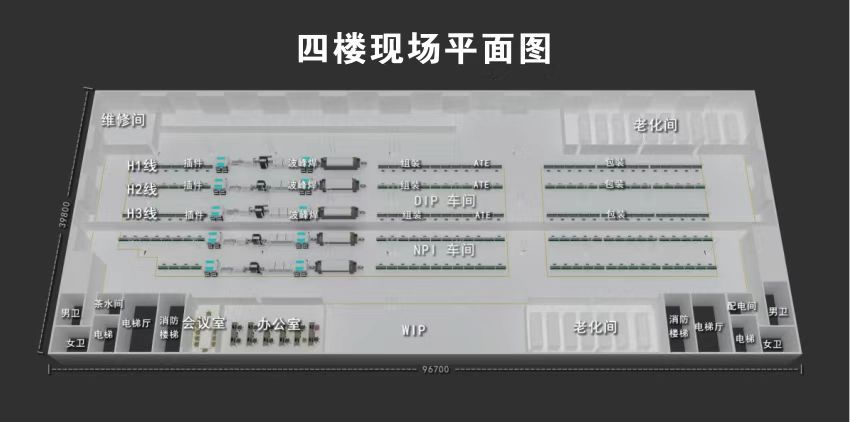 四楼现场平面图
维修间
老化间
H1线 插件 波峰焊 组装 ATE 包装
H2线 插件 波峰焊 组装 ATE 包装
DIP 车间
H3线 插件 波峰焊 组装 ATE 包装
NPI 车间
39800
男卫 茶水间 电梯厅 消防楼梯 会议室 办公室 WIP 老化间 消防楼梯 电梯厅 配电间 男卫
女卫 电梯 电梯 女卫
96700